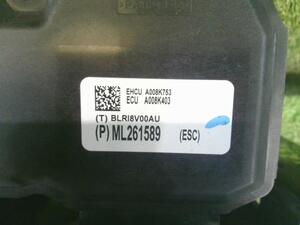 EHCU A008K753
ECU A008K403
(T) BLRI8V00AU
(P) ML261589 (ESC)